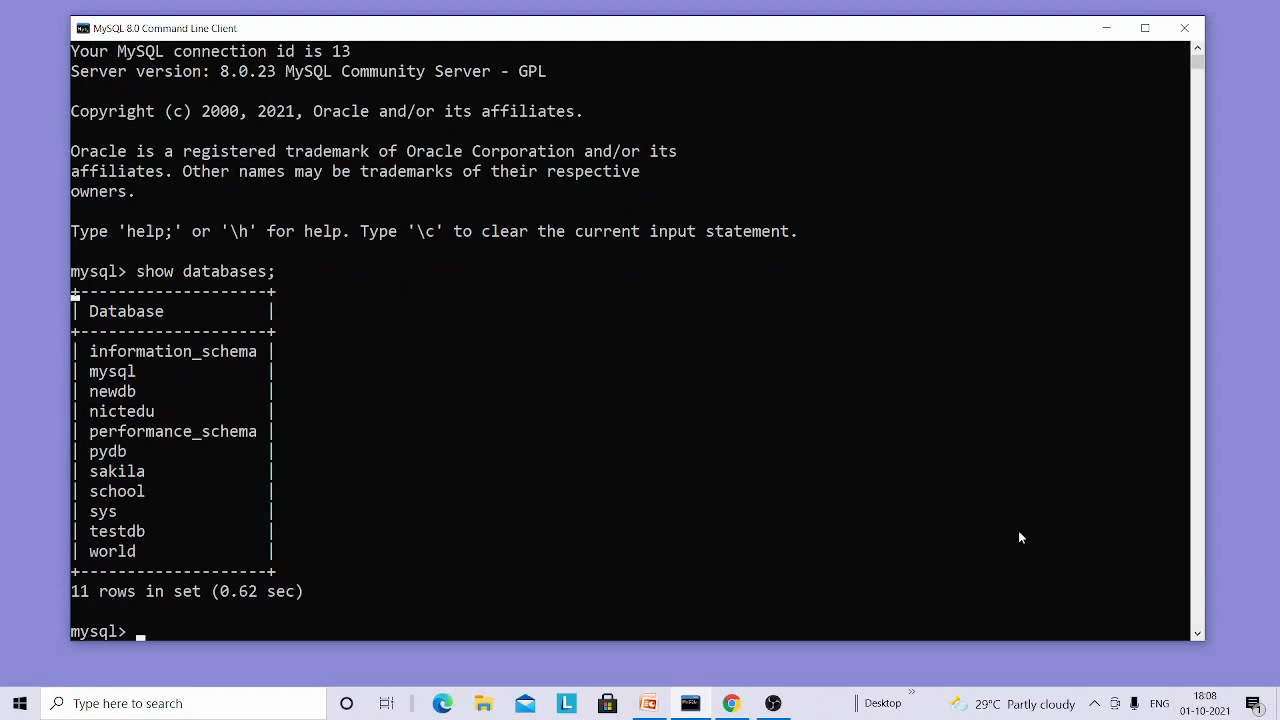 MySQL 8.0 Command Line Client
Your MySQL connection id is 13
Server version: 8.0.23 MySQL Community Server - GPL
Copyright (c) 2000, 2021, Oracle and/or its affiliates.
Oracle is a registered trademark of Oracle Corporation and/or its
affiliates. Other names may be trademarks of their respective
owners.
Type 'help;' or '\h' for help. Type '\c' to clear the current input statement.
mysql> show databases;
+--------------------+
| Database           |
+--------------------+
| information_schema |
| mysql              |
| newdb              |
| nictedu            |
| performance_schema |
| pydb               |
| sakila             |
| school             |
| sys                |
| testdb             |
| world              |
+--------------------+
11 rows in set (0.62 sec)
mysql>
Type here to search
L
Desktop
»
29°C Partly cloudy
ENG
18:08
01-10-2021
1